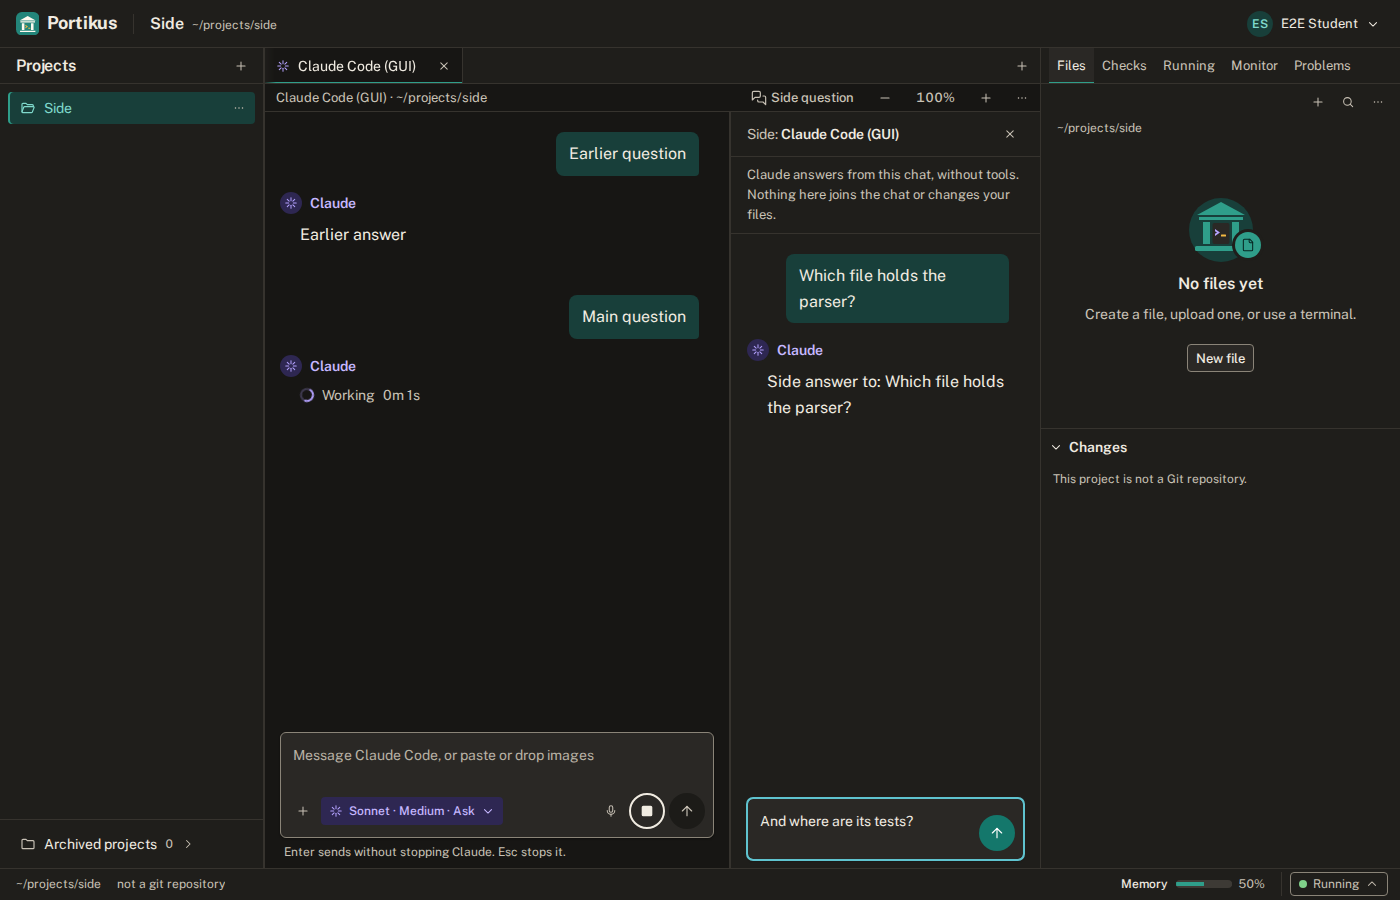 Portikus
Side ~/projects/side
ES E2E Student
Projects
Side
Archived projects 0
Claude Code (GUI)
Claude Code (GUI) · ~/projects/side
Side question
100%
Earlier question
Claude
Earlier answer
Main question
Claude
Working 0m 1s
Message Claude Code, or paste or drop images
Sonnet · Medium · Ask
Enter sends without stopping Claude. Esc stops it.
Side: Claude Code (GUI)
Claude answers from this chat, without tools.
Nothing here joins the chat or changes your
files.
Which file holds the
parser?
Claude
Side answer to: Which file holds
the parser?
And where are its tests?
Files Checks Running Monitor Problems
~/projects/side
No files yet
Create a file, upload one, or use a terminal.
New file
Changes
This project is not a Git repository.
~/projects/side not a git repository
Memory 50%
Running